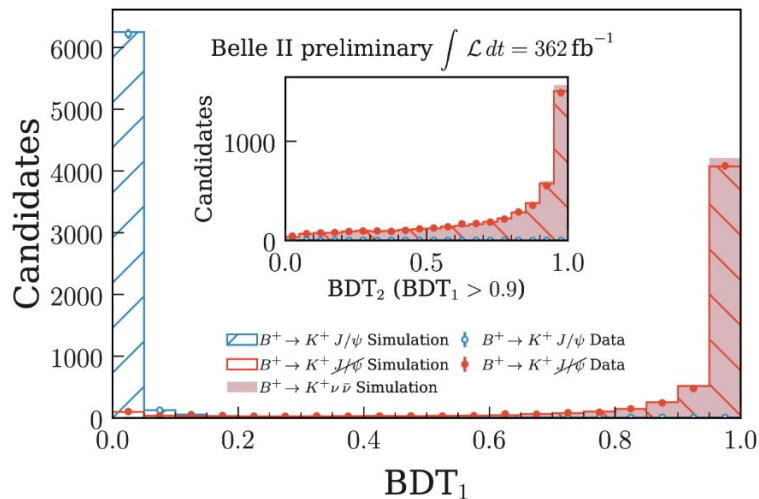 Belle II preliminary ∫ ℒ dt = 362 fb⁻¹
Candidates
6000
5000
4000
3000
2000
1000
0
0.0 0.2 0.4 0.6 0.8 1.0
BDT₁
Candidates
1000
0
0.0 0.5 1.0
BDT₂ (BDT₁ > 0.9)
B⁺ → K⁺ J/ψ Simulation
B⁺ → K⁺ J̸/̸ψ̸ Simulation
B⁺ → K⁺ν ν̄ Simulation
B⁺ → K⁺ J/ψ Data
B⁺ → K⁺ J̸/̸ψ̸ Data